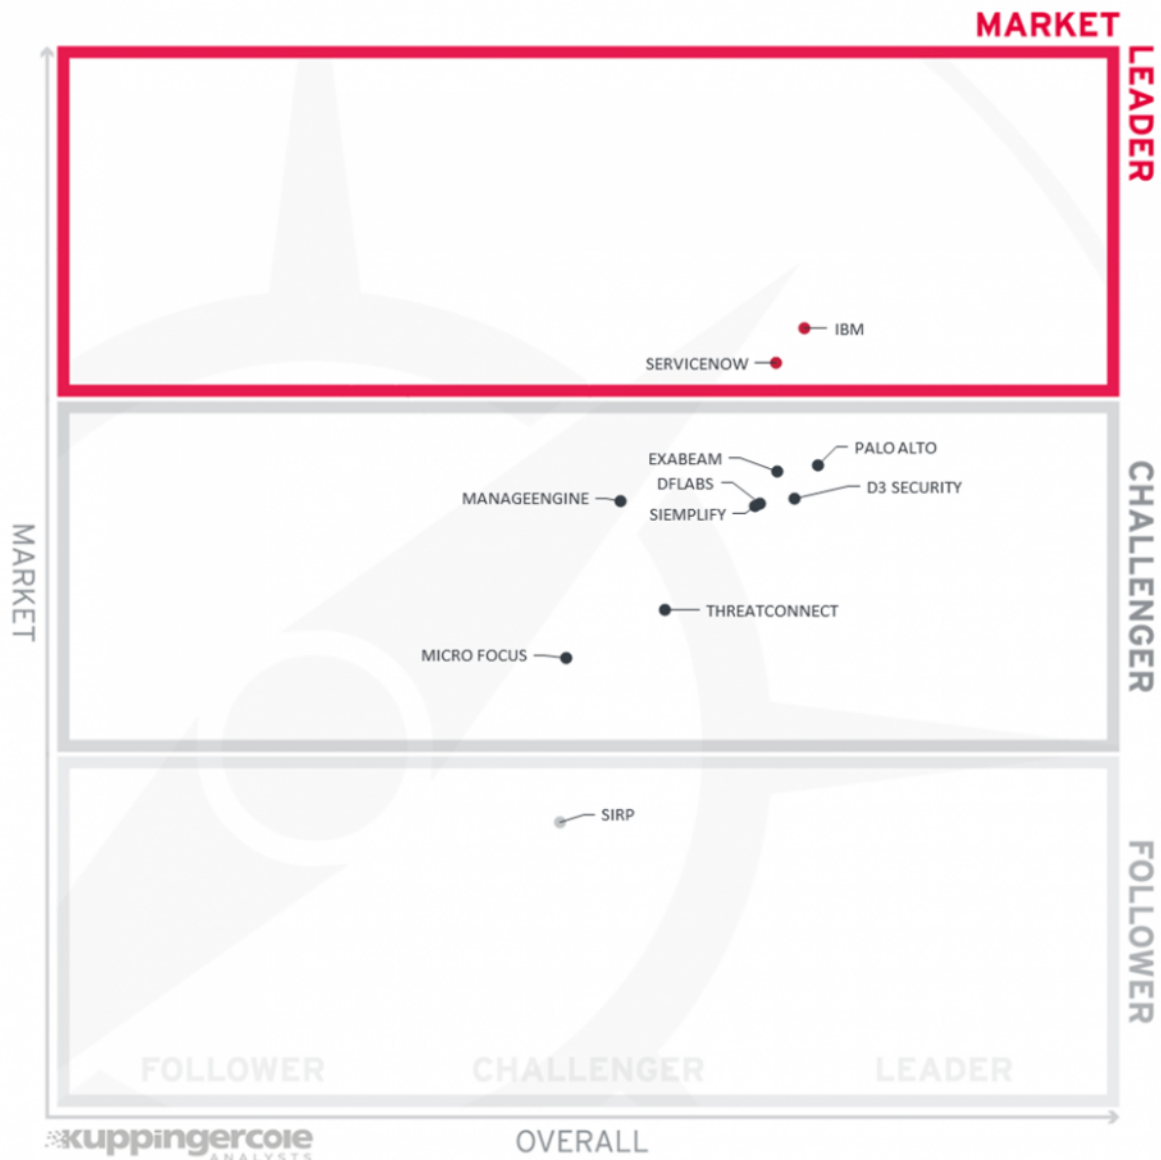 MARKET
LEADER
IBM
SERVICENOW
PALO ALTO
EXABEAM
DFLABS
D3 SECURITY
MANAGEENGINE
SIEMPLIFY
CHALLENGER
MARKET
THREATCONNECT
MICRO FOCUS
SIRP
FOLLOWER
FOLLOWER CHALLENGER LEADER
kuppingercole
ANALYSTS
OVERALL